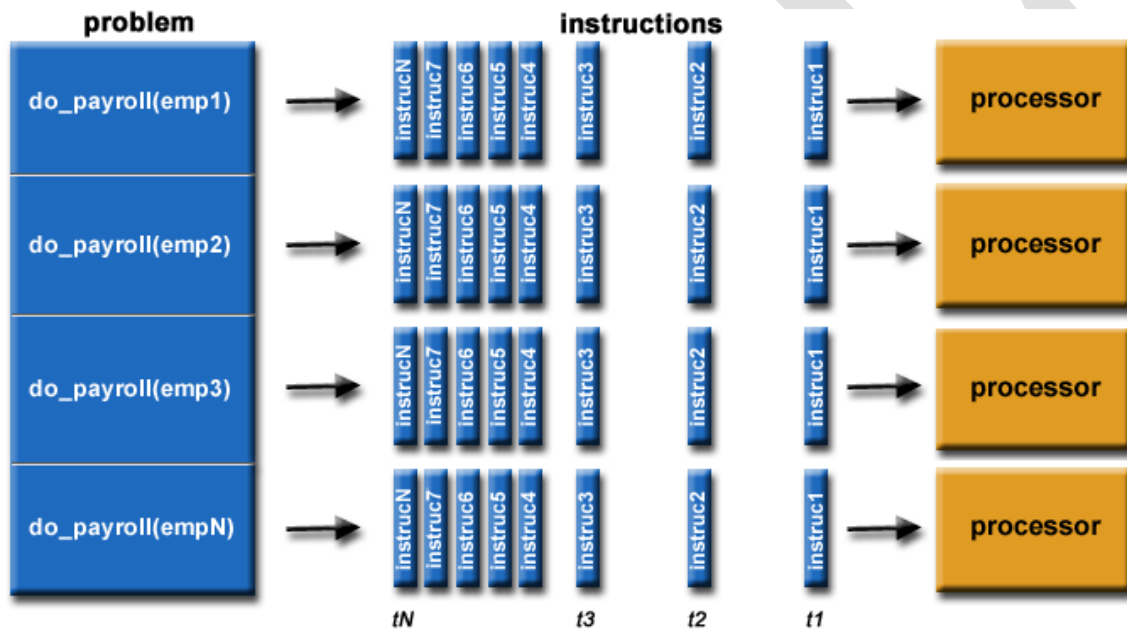 problem
instructions
do_payroll(emp1)
instrucN
instruc7
instruc6
instruc5
instruc4
instruc3
instruc2
instruc1
processor
do_payroll(emp2)
instrucN
instruc7
instruc6
instruc5
instruc4
instruc3
instruc2
instruc1
processor
do_payroll(emp3)
instrucN
instruc7
instruc6
instruc5
instruc4
instruc3
instruc2
instruc1
processor
do_payroll(empN)
instrucN
instruc7
instruc6
instruc5
instruc4
instruc3
instruc2
instruc1
processor
tN
t3
t2
t1